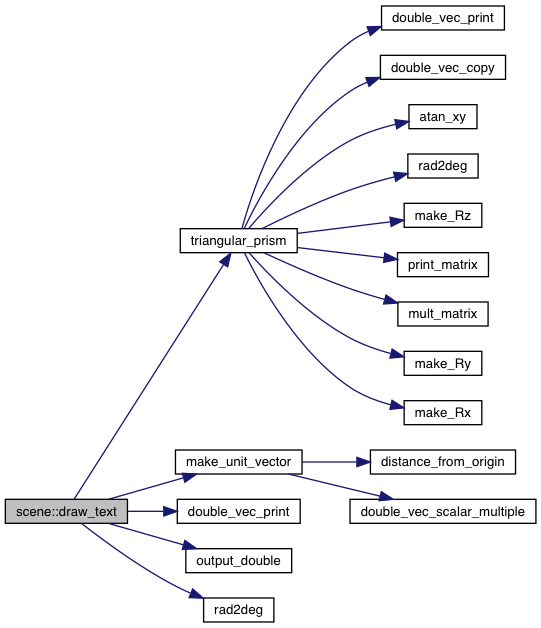 double_vec_print
double_vec_copy
atan_xy
rad2deg
make_Rz
triangular_prism
print_matrix
mult_matrix
make_Ry
make_Rx
make_unit_vector
distance_from_origin
scene::draw_text
double_vec_print
double_vec_scalar_multiple
output_double
rad2deg